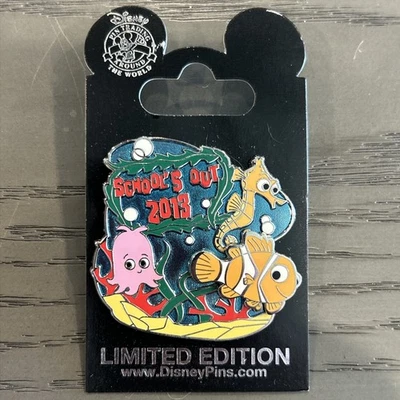 Disney
PIN TRADING
AROUND
THE WORLD
SCHOOL'S OUT
2013
LIMITED EDITION
www.DisneyPins.com